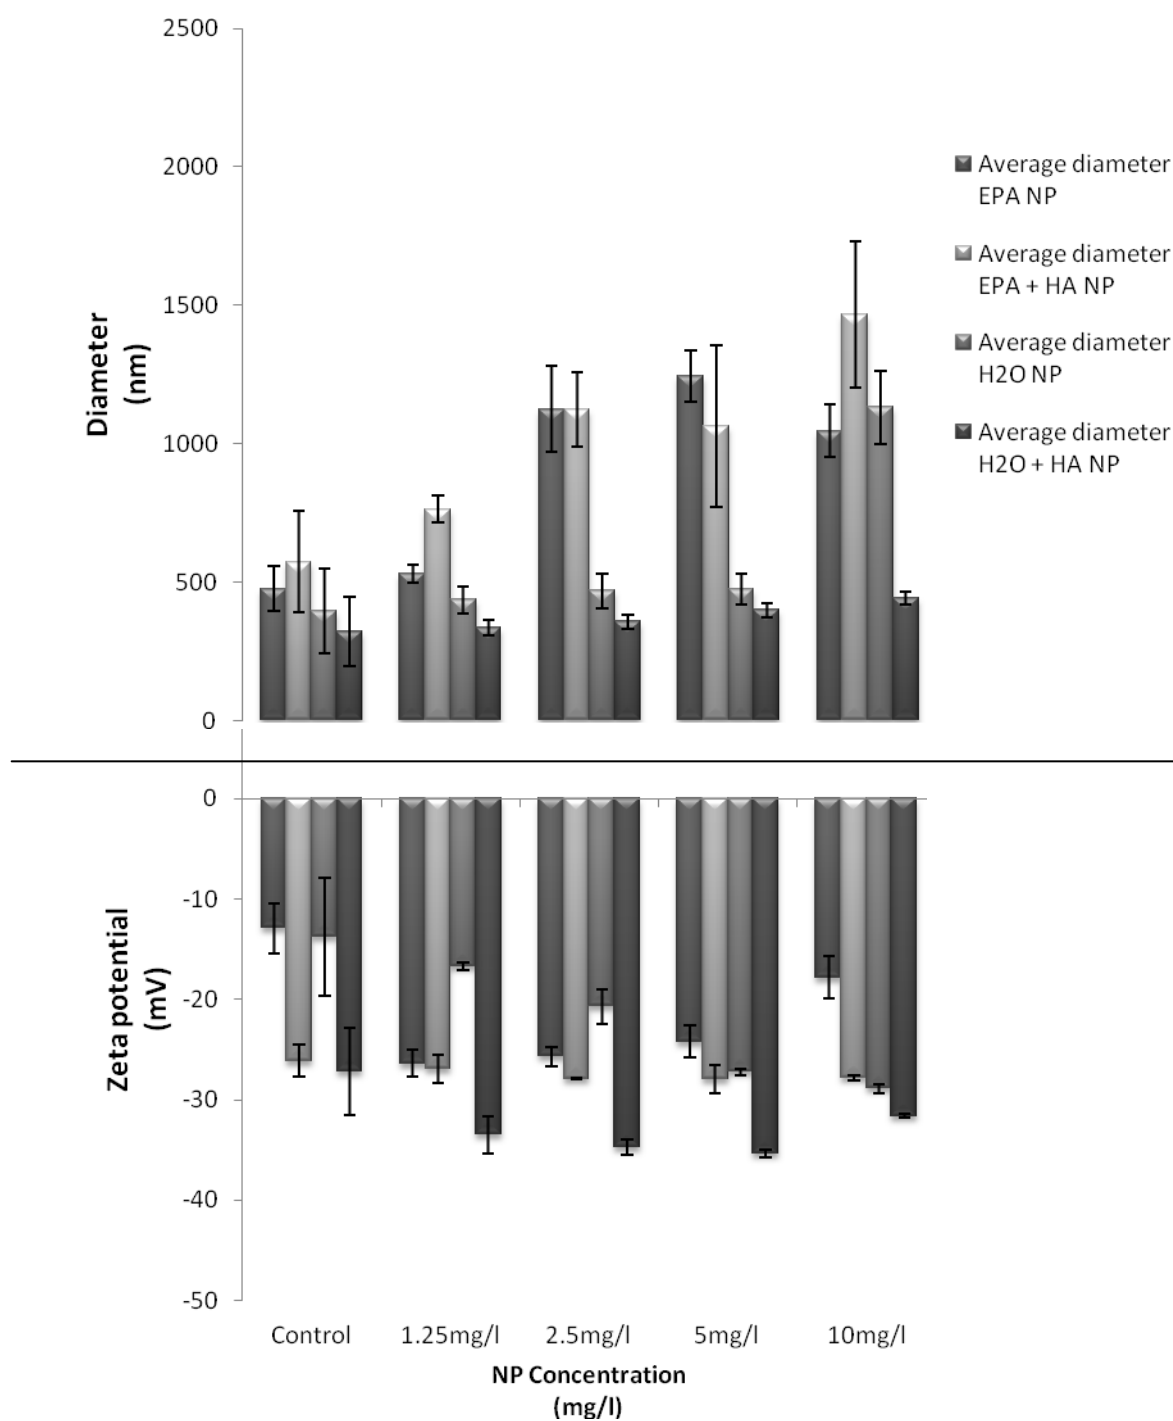 2500
2000
1500
1000
500
0
Diameter
(nm)
Average diameter
EPA NP
Average diameter
EPA + HA NP
Average diameter
H2O NP
Average diameter
H2O + HA NP
0
-10
-20
-30
-40
-50
Zeta potential
(mV)
Control 1.25mg/l 2.5mg/l 5mg/l 10mg/l
NP Concentration
(mg/l)